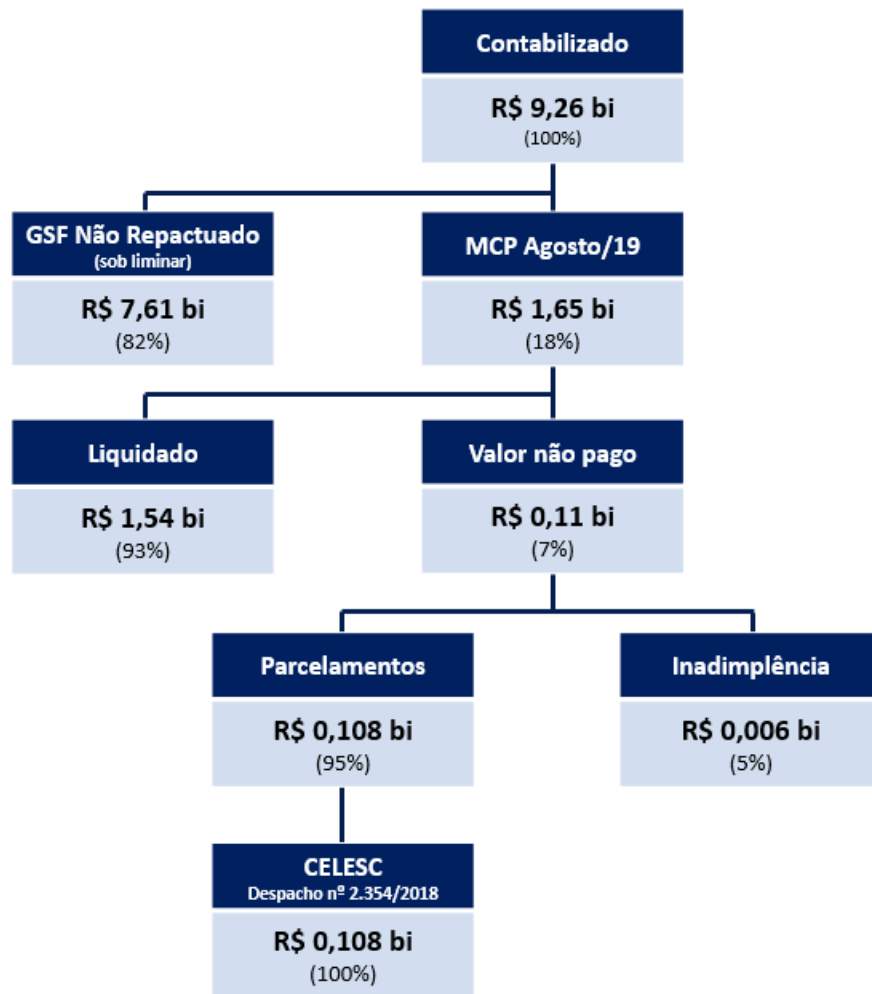 Contabilizado
R$ 9,26 bi
(100%)
GSF Não Repactuado
(sob liminar)
R$ 7,61 bi
(82%)
MCP Agosto/19
R$ 1,65 bi
(18%)
Liquidado
R$ 1,54 bi
(93%)
Valor não pago
R$ 0,11 bi
(7%)
Parcelamentos
R$ 0,108 bi
(95%)
Inadimplência
R$ 0,006 bi
(5%)
CELESC
Despacho nº 2.354/2018
R$ 0,108 bi
(100%)